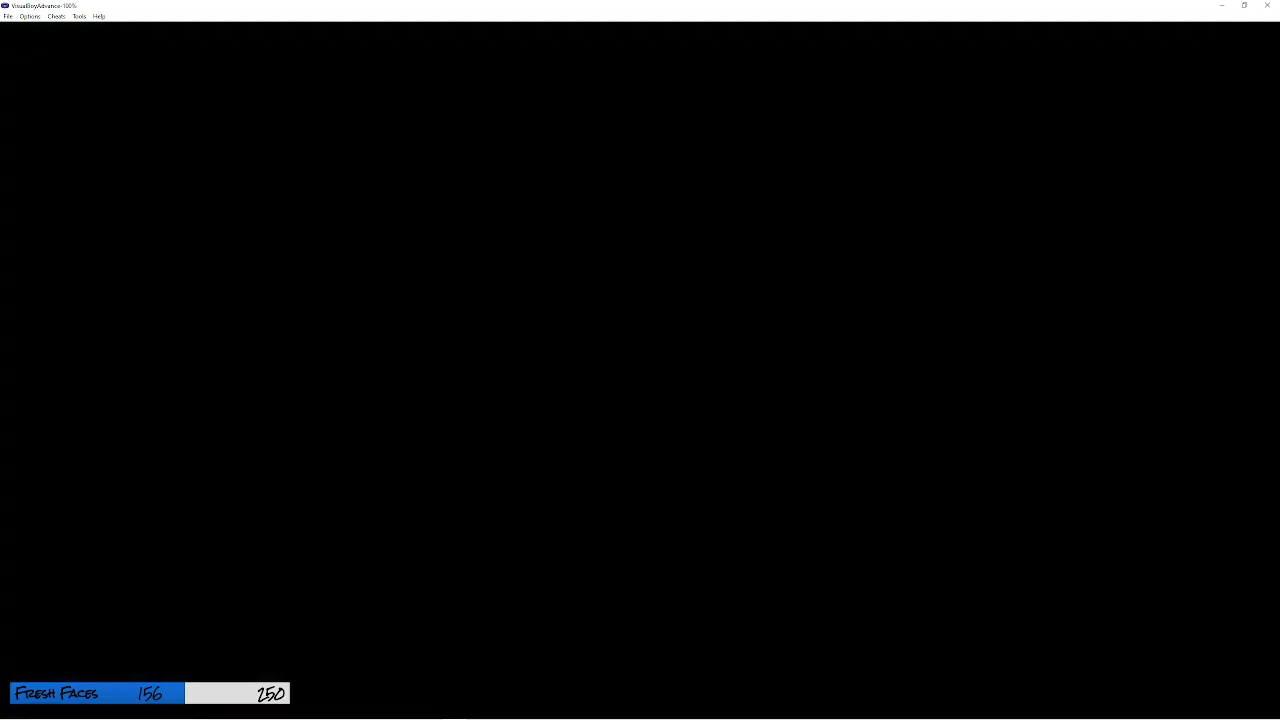 VisualBoyAdvance-100%
File Options Cheats Tools Help
FRESH FACES 156 250